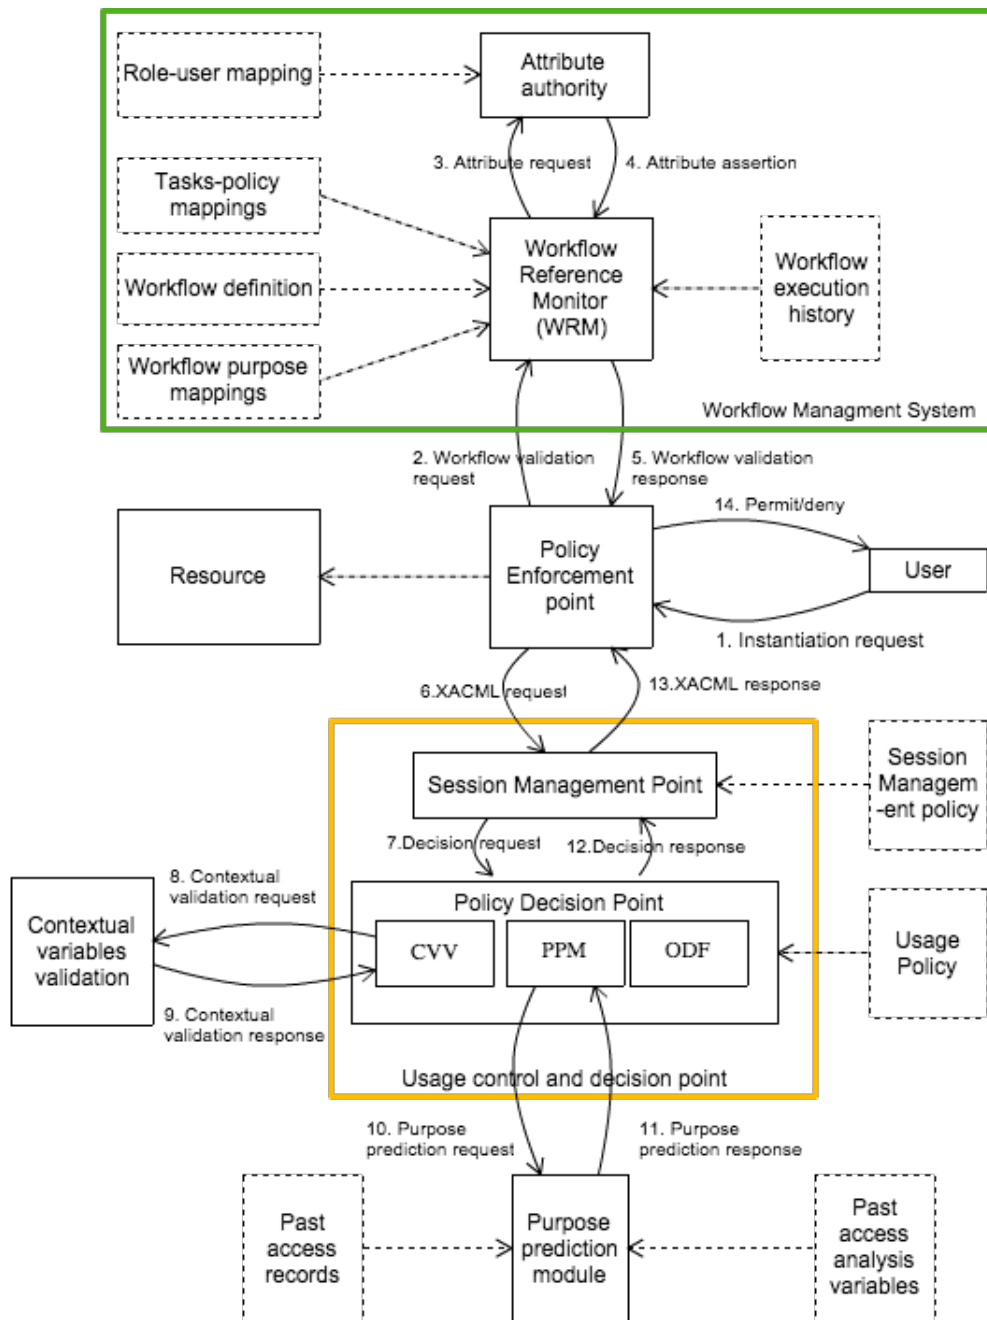 Role-user mapping
Attribute
authority
3. Attribute request
4. Attribute assertion
Tasks-policy
mappings
Workflow definition
Workflow purpose
mappings
Workflow
Reference
Monitor
(WRM)
Workflow
execution
history
Workflow Managment System
2. Workflow validation
request
5. Workflow validation
response
14. Permit/deny
Resource
Policy
Enforcement
point
User
1. Instantiation request
6.XACML request
13.XACML response
Session Management Point
Session
Managem
-ent policy
7.Decision request
12.Decision response
8. Contextual
validation request
Policy Decision Point
Contextual
variables
validation
CVV
PPM
ODF
Usage
Policy
9. Contextual
validation response
Usage control and decision point
10. Purpose
prediction request
11. Purpose
prediction response
Past
access
records
Purpose
prediction
module
Past
access
analysis
variables